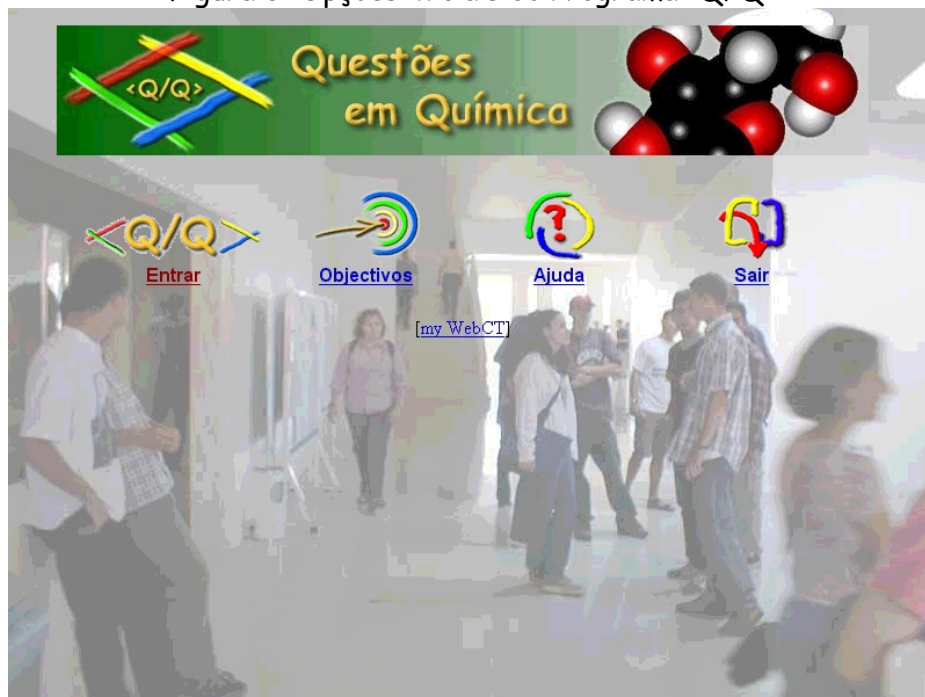 <Q/Q>
Questões
em Química
<Q/Q>
Entrar
Objectivos
?
Ajuda
Sair
[my WebCT]